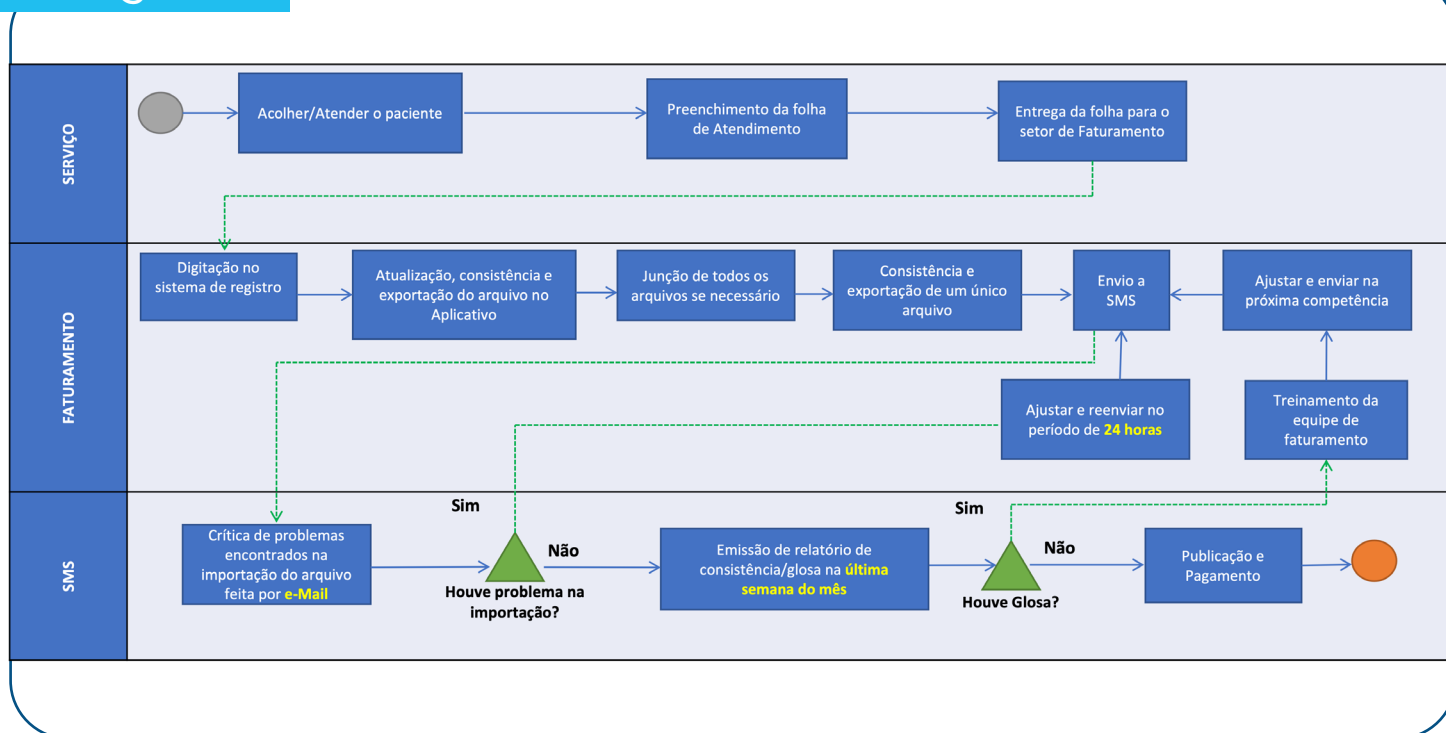 SERVIÇO
Acolher/Atender o paciente
Preenchimento da folha
de Atendimento
Entrega da folha para o
setor de Faturamento
FATURAMENTO
Digitação no
sistema de registro
Atualização, consistência e
exportação do arquivo no
Aplicativo
Junção de todos os
arquivos se necessário
Consistência e
exportação de um único
arquivo
Envio a
SMS
Ajustar e enviar na
próxima competência
Ajustar e reenviar no
período de 24 horas
Treinamento da
equipe de
faturamento
SMS
Crítica de problemas
encontrados na
importação do arquivo
feita por e-Mail
Sim
Não
Houve problema na
importação?
Emissão de relatório de
consistência/glosa na última
semana do mês
Sim
Não
Houve Glosa?
Publicação e
Pagamento